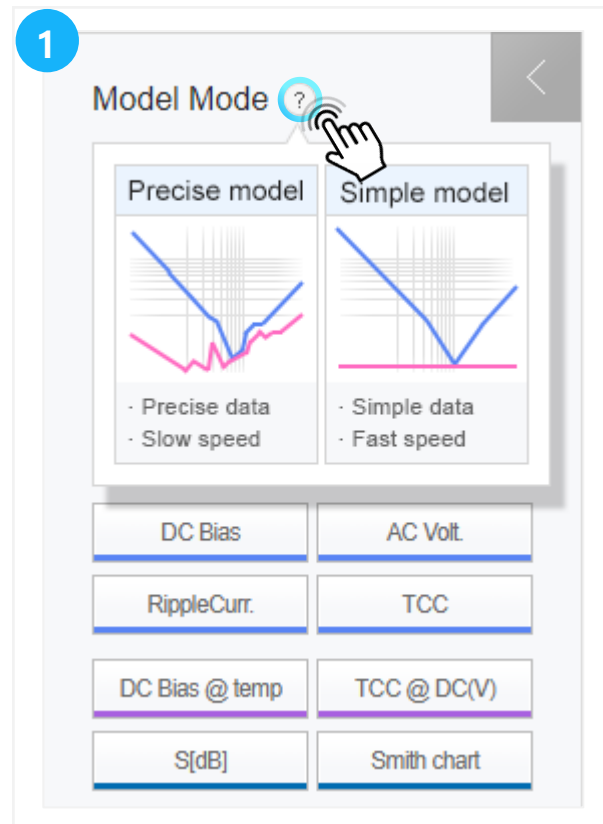 1
Model Mode ?
Precise model
Simple model
· Precise data
· Slow speed
· Simple data
· Fast speed
DC Bias
AC Volt.
RippleCurr.
TCC
DC Bias @ temp
TCC @ DC(V)
S[dB]
Smith chart